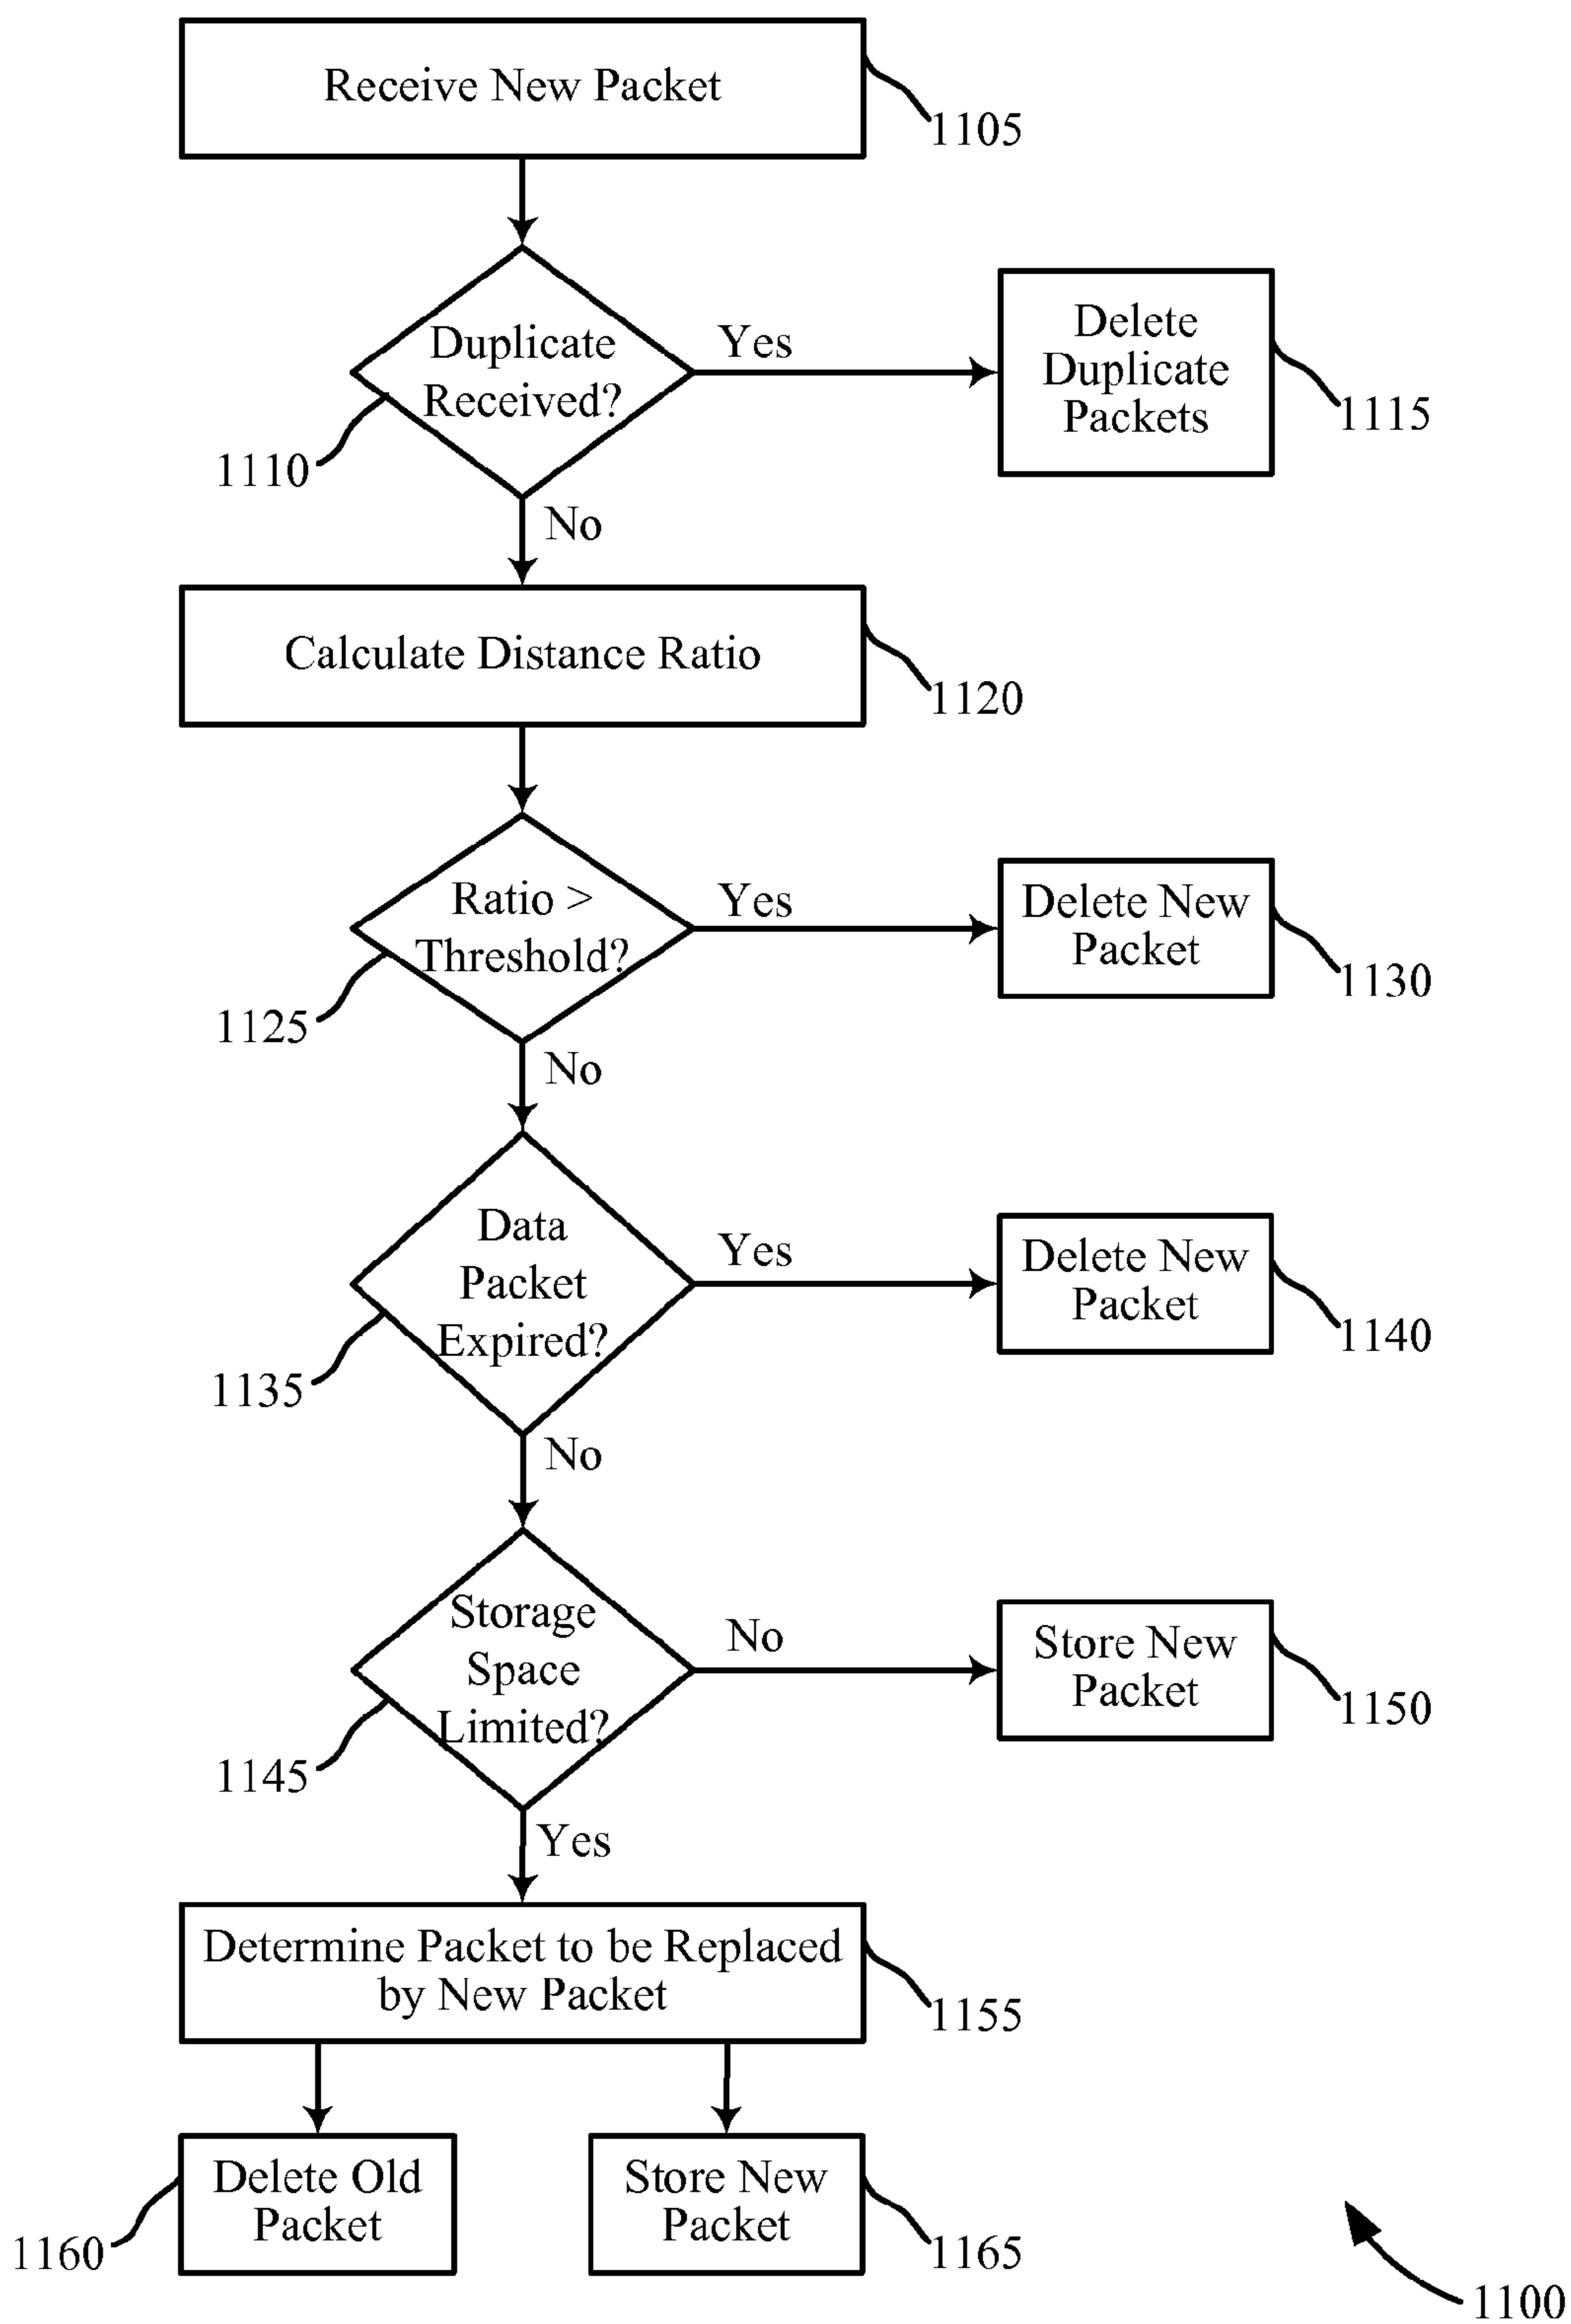 Receive New Packet
1105
Duplicate
Received?
Yes
Delete
Duplicate
Packets
1115
1110
No
Calculate Distance Ratio
1120
Ratio >
Threshold?
Yes
Delete New
Packet
1130
1125
No
Data
Packet
Expired?
Yes
Delete New
Packet
1140
1135
No
Storage
Space
Limited?
No
Store New
Packet
1150
1145
Yes
Determine Packet to be Replaced
by New Packet
1155
Delete Old
Packet
1160
Store New
Packet
1165
1100